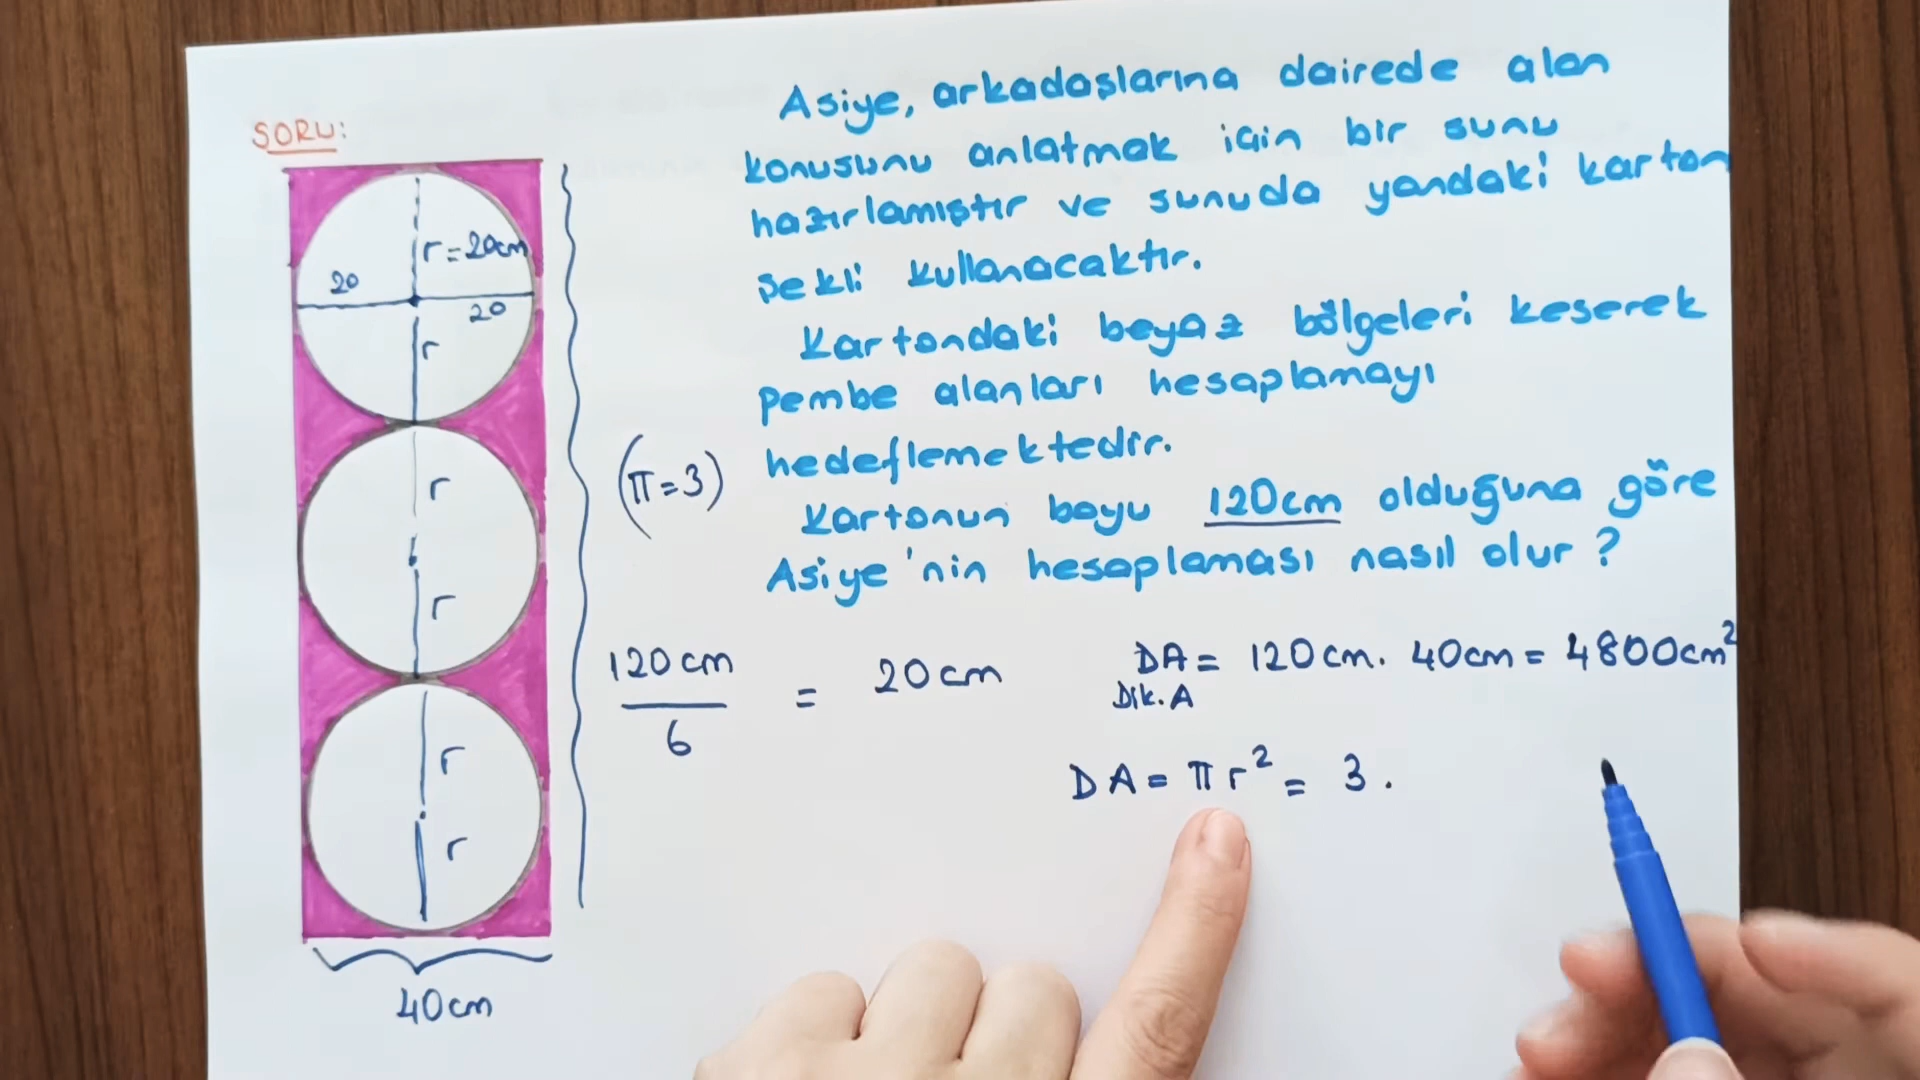 SORU:
Asiye, arkadaşlarına dairede alan
konusunu anlatmak için bir sunu
hazırlamıştır ve sunuda yandaki karton
şekli kullanacaktır.
Kartondaki beyaz bölgeleri keserek
pembe alanları hesaplamayı
hedeflemektedir.
Kartonun boyu 120cm olduğuna göre
Asiye'nin hesaplaması nasıl olur?
(π=3)
r=20cm
20
20
r
r
r
r
r
40cm
120cm
/6 = 20cm
DA = 120cm. 40cm = 4800cm²
Dik. A
DA = πr² = 3.